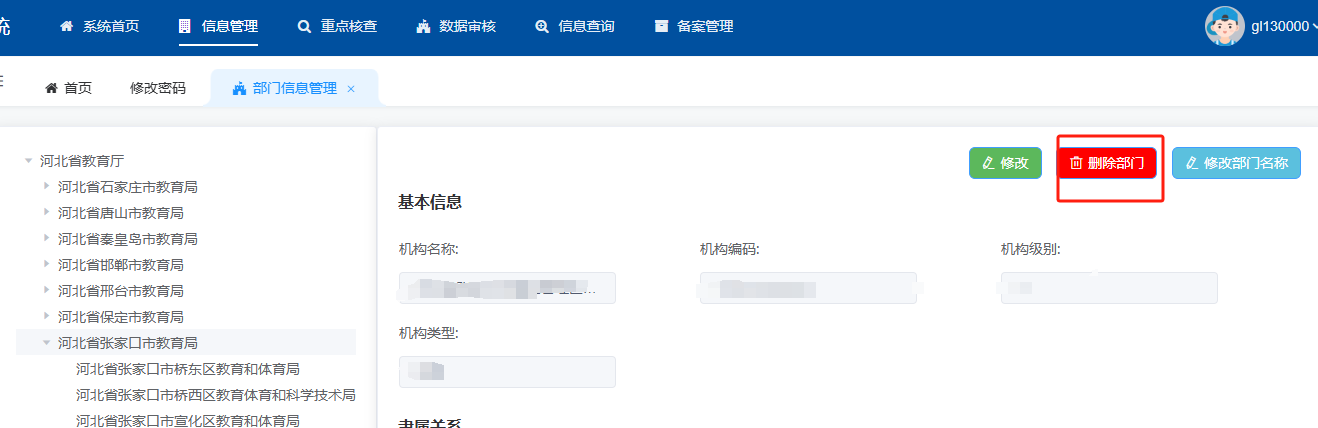 统 系统首页 信息管理 重点核查 数据审核 信息查询 备案管理 gl130000
首页 修改密码 部门信息管理 ×
修改 删除部门 修改部门名称
河北省教育厅
河北省石家庄市教育局
河北省唐山市教育局
河北省秦皇岛市教育局
河北省邯郸市教育局
河北省邢台市教育局
河北省保定市教育局
河北省张家口市教育局
河北省张家口市桥东区教育和体育局
河北省张家口市桥西区教育体育和科学技术局
河北省张家口市宣化区教育和体育局
基本信息
机构名称: 机构编码: 机构级别:
机构类型:
隶属关系